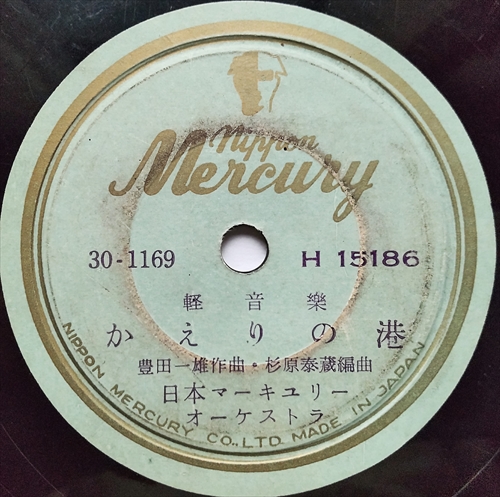 Nippon
Mercury
30-1169 H 15186
軽音樂
かえりの港
豊田一雄作曲・杉原泰蔵編曲
日本マーキュリー
オーケストラ
NIPPON MERCURY CO., LTD. MADE IN JAPAN